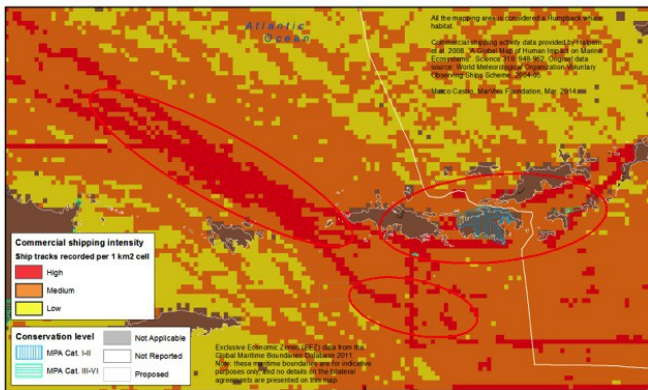 Atlantic
Ocean
All the mapping area is considered a Humpback whale
habitat.
Commercial shipping activity data provided by Halpern
et al. 2008. "A Global Map of Human Impact on Marine
Ecosystems". Science 319: 948-952. Original data
source: World Meteorological Organization Voluntary
Observing Ships Scheme, 2004-05.
Marco Castro, MarViva Foundation, Mar. 2014
Commercial shipping intensity
Ship tracks recorded per 1 km2 cell
High
Medium
Low
Conservation level
MPA Cat. I-II
MPA Cat. III-VI
Not Applicable
Not Reported
Proposed
Exclusive Economic Zones (EEZ) data from the
Global Maritime Boundaries Database 2011.
Note: these maritime boundaries are for indicative
purposes only, and no details on the bilateral
agreements are presented on this map.